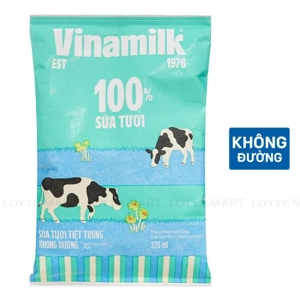 Vinamilk
EST 1976
100%
SỮA TƯƠI
KHÔNG
ĐƯỜNG
LOTTE MART
SỮA TƯƠI TIỆT TRÙNG
KHÔNG ĐƯỜNG
220 ml